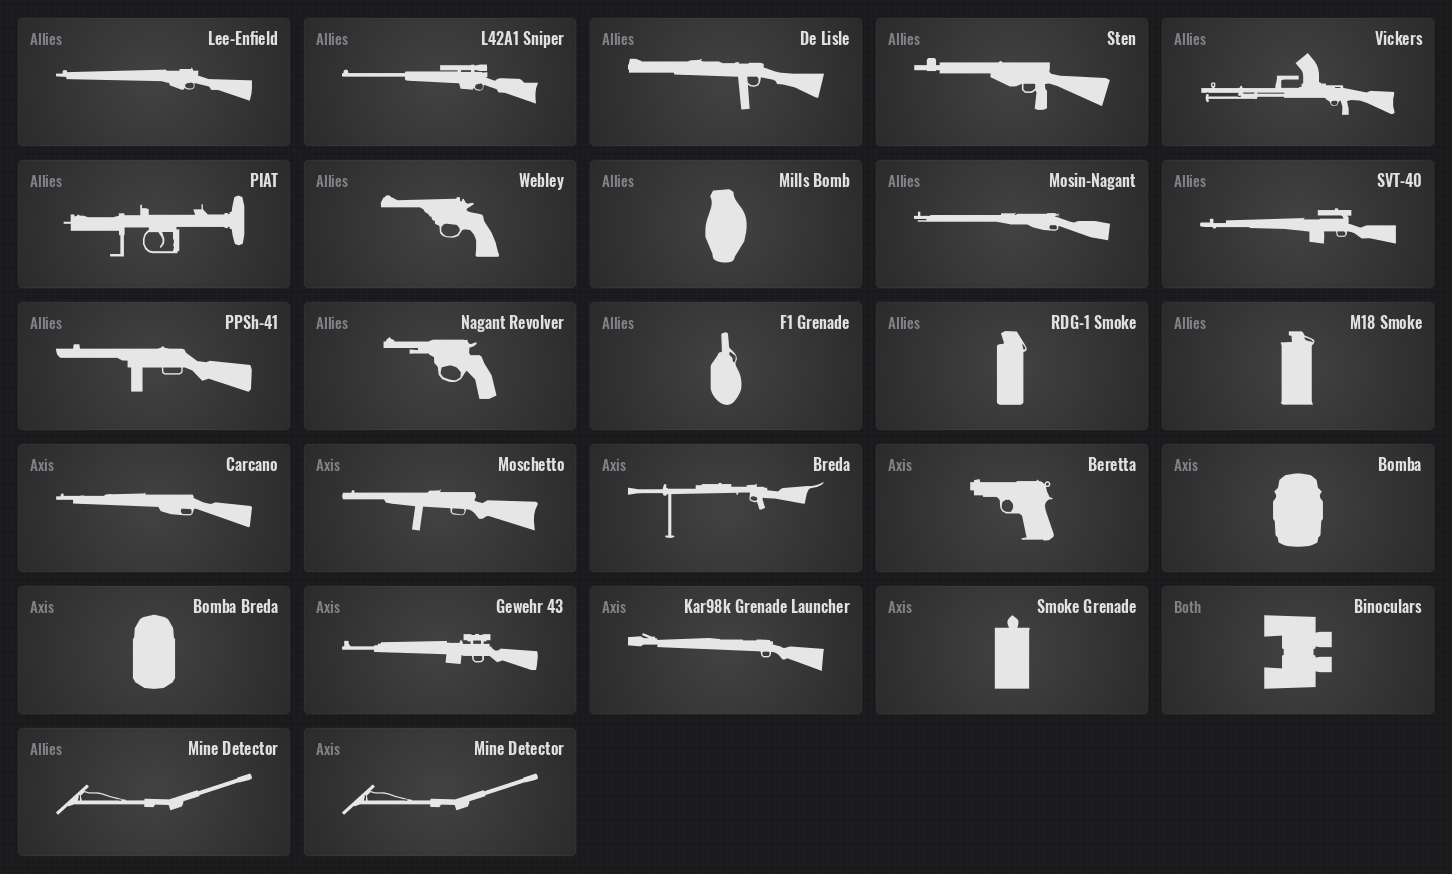 Allies Lee-Enfield
Allies L42A1 Sniper
Allies De Lisle
Allies Sten
Allies Vickers
Allies PIAT
Allies Webley
Allies Mills Bomb
Allies Mosin-Nagant
Allies SVT-40
Allies PPSh-41
Allies Nagant Revolver
Allies F1 Grenade
Allies RDG-1 Smoke
Allies M18 Smoke
Axis Carcano
Axis Moschetto
Axis Breda
Axis Beretta
Axis Bomba
Axis Bomba Breda
Axis Gewehr 43
Axis Kar98k Grenade Launcher
Axis Smoke Grenade
Both Binoculars
Allies Mine Detector
Axis Mine Detector